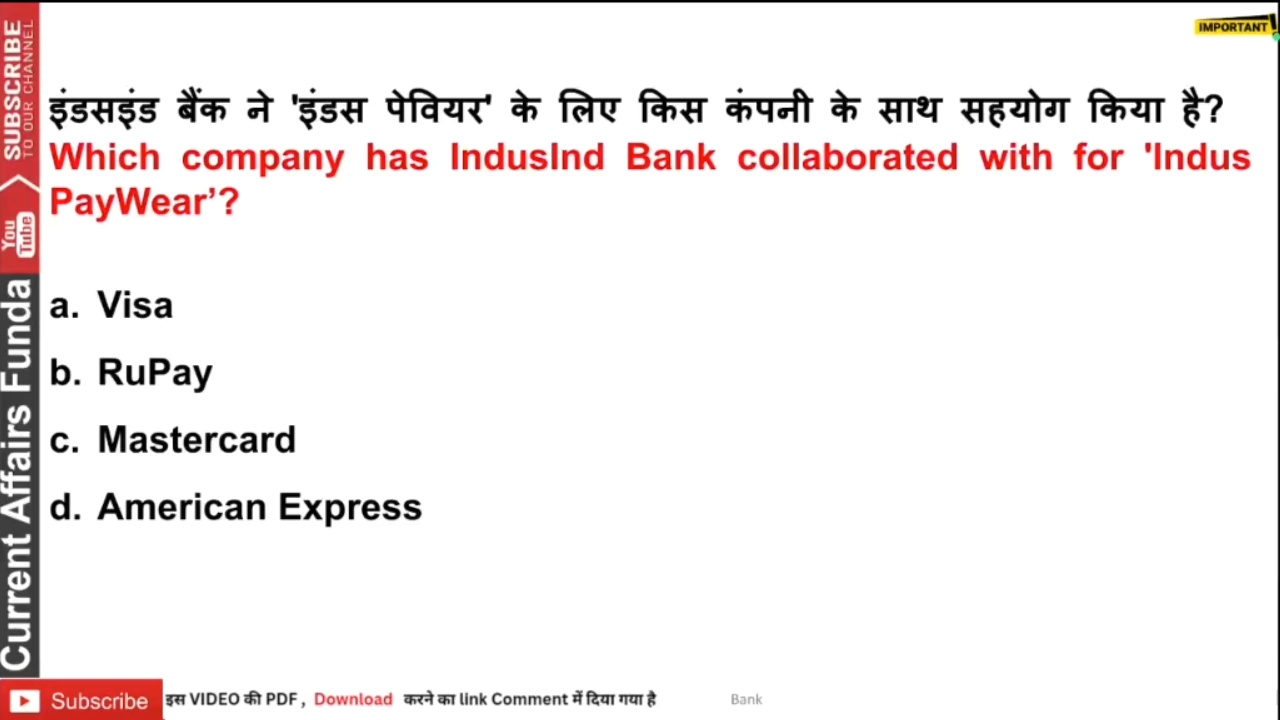 IMPORTANT!
इंडसइंड बैंक ने 'इंडस पेवियर' के लिए किस कंपनी के साथ सहयोग किया है?
Which company has IndusInd Bank collaborated with for 'Indus
PayWear’?
a. Visa
b. RuPay
c. Mastercard
d. American Express
SUBSCRIBE
TO OUR CHANNEL
YouTube
Current Affairs Funda
Subscribe इस VIDEO की PDF , Download करने का link Comment में दिया गया है Bank